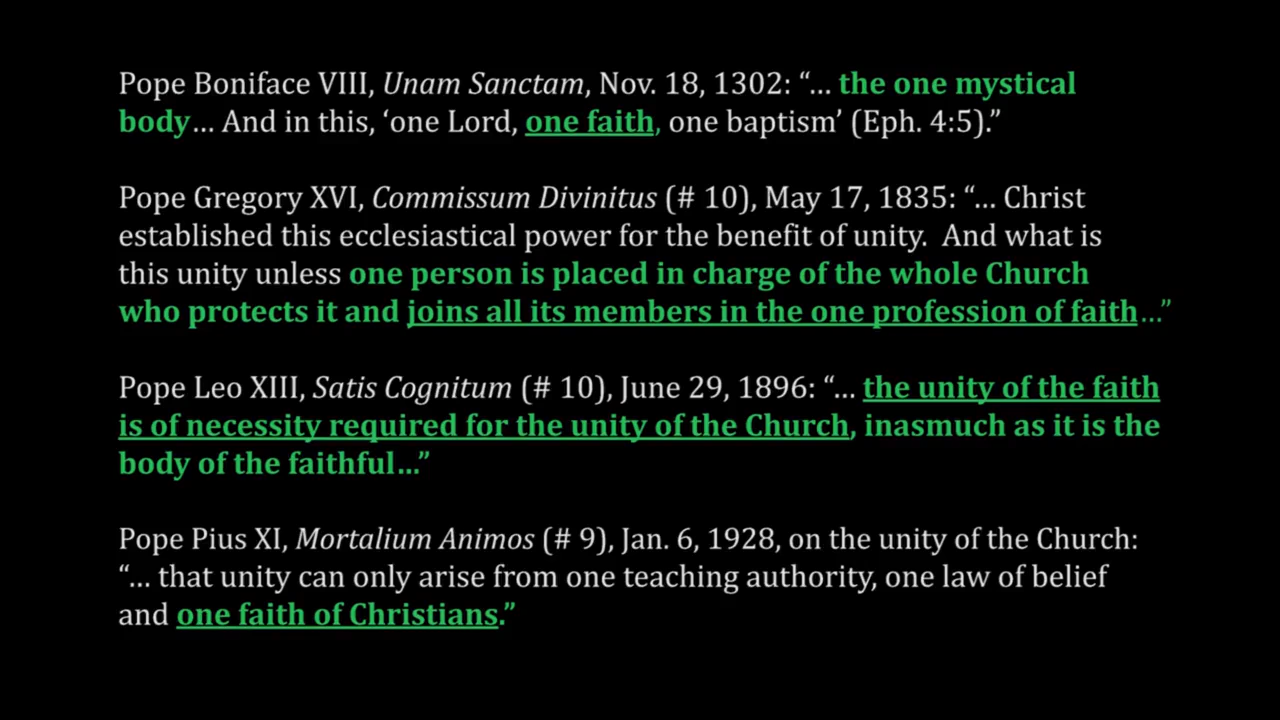 Pope Boniface VIII, Unam Sanctam, Nov. 18, 1302: “… the one mystical
body… And in this, ‘one Lord, one faith, one baptism’ (Eph. 4:5).”
Pope Gregory XVI, Commissum Divinitus (# 10), May 17, 1835: “… Christ
established this ecclesiastical power for the benefit of unity.  And what is
this unity unless one person is placed in charge of the whole Church
who protects it and joins all its members in the one profession of faith…”
Pope Leo XIII, Satis Cognitum (# 10), June 29, 1896: “… the unity of the faith
is of necessity required for the unity of the Church, inasmuch as it is the
body of the faithful…”
Pope Pius XI, Mortalium Animos (# 9), Jan. 6, 1928, on the unity of the Church:
“… that unity can only arise from one teaching authority, one law of belief
and one faith of Christians.”